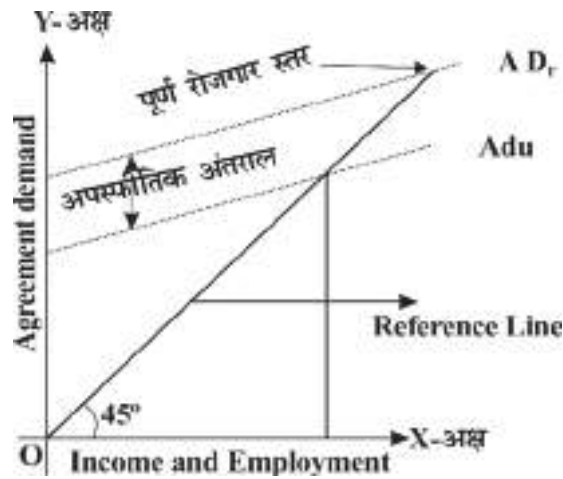 Y-अक्ष
पूर्ण रोजगार स्तर
A Dr
Adu
अपस्फीतिक अंतराल
Agreement demand
Reference Line
45°
O
X-अक्ष
Income and Employment